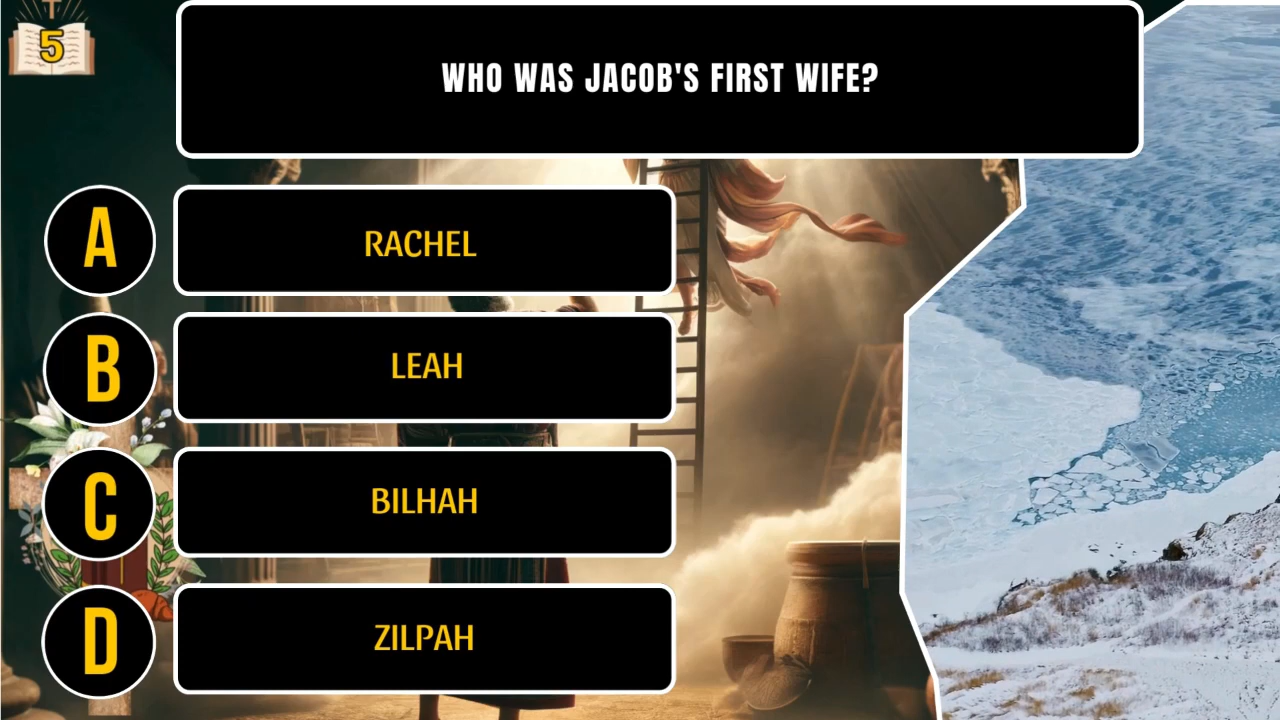 5
WHO WAS JACOB'S FIRST WIFE?
A
RACHEL
B
LEAH
C
BILHAH
D
ZILPAH